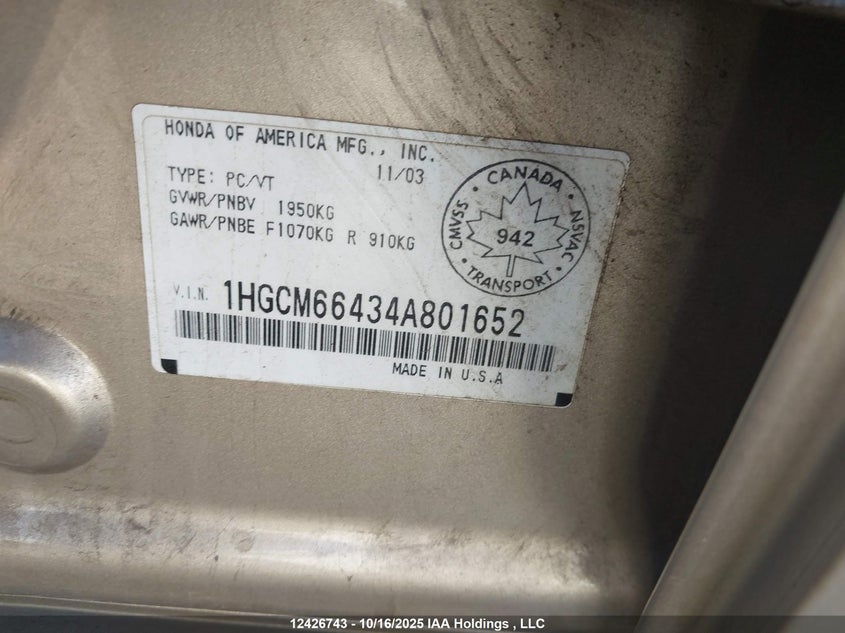 HONDA OF AMERICA MFG., INC.
11/03
TYPE: PC/VT
GVWR/PNBV 1950KG
GAWR/PNBE F1070KG R 910KG
CANADA
CMVSS
NSVAC
942
TRANSPORT
V.I.N. 1HGCM66434A801652
MADE IN U.S.A
12426743 - 10/16/2025 IAA Holdings , LLC